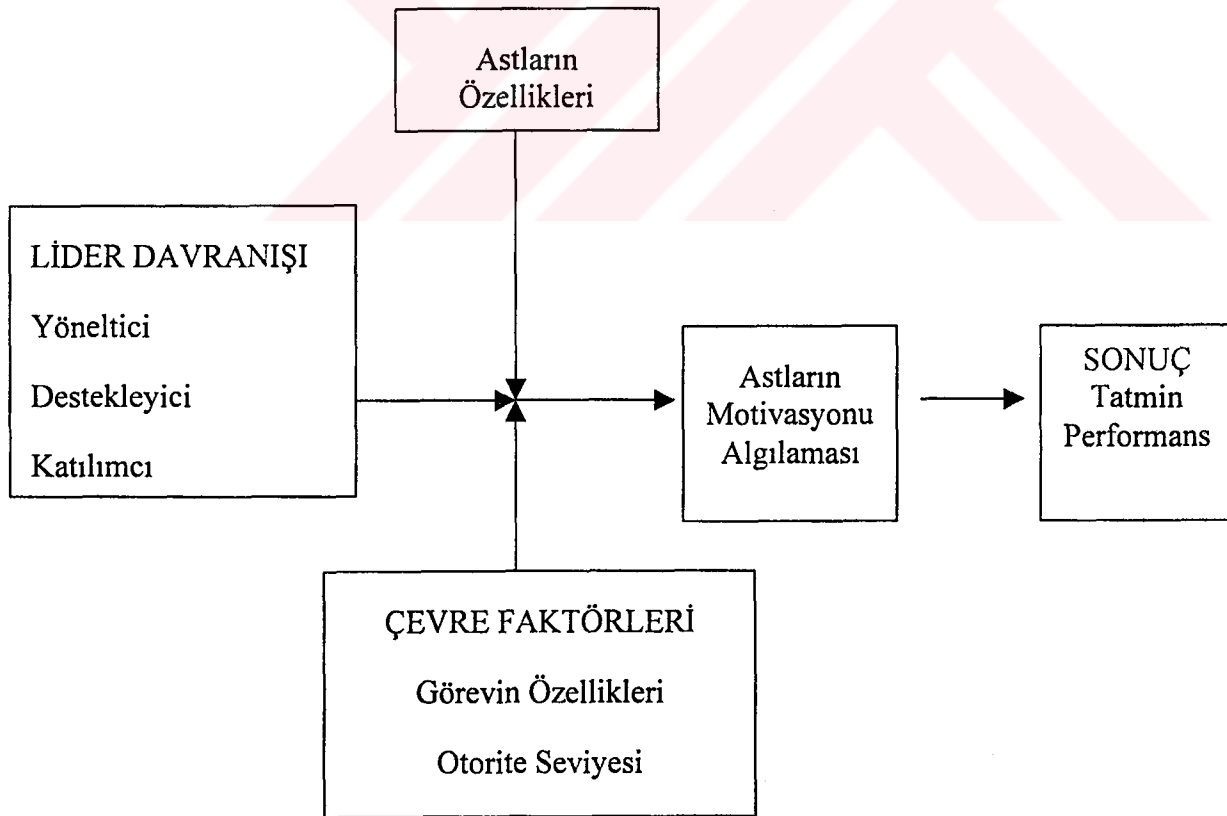 Astların
Özellikleri
LİDER DAVRANIŞI
Yöneltici
Destekleyici
Katılımcı
Astların
Motivasyonu
Algılaması
SONUÇ
Tatmin
Performans
ÇEVRE FAKTÖRLERİ
Görevin Özellikleri
Otorite Seviyesi